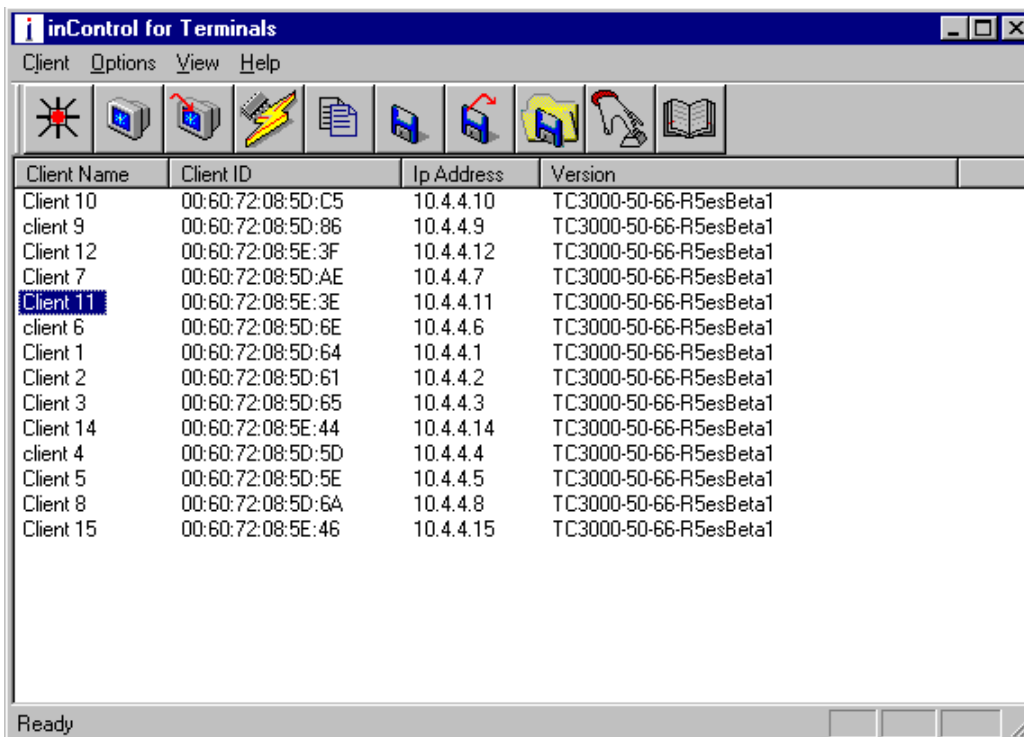 inControl for Terminals
Client Options View Help
Client Name Client ID Ip Address Version
Client 10 00:60:72:08:5D:C5 10.4.4.10 TC3000-50-66-R5esBeta1
client 9 00:60:72:08:5D:86 10.4.4.9 TC3000-50-66-R5esBeta1
Client 12 00:60:72:08:5E:3F 10.4.4.12 TC3000-50-66-R5esBeta1
Client 7 00:60:72:08:5D:AE 10.4.4.7 TC3000-50-66-R5esBeta1
Client 11 00:60:72:08:5E:3E 10.4.4.11 TC3000-50-66-R5esBeta1
client 6 00:60:72:08:5D:6E 10.4.4.6 TC3000-50-66-R5esBeta1
Client 1 00:60:72:08:5D:64 10.4.4.1 TC3000-50-66-R5esBeta1
Client 2 00:60:72:08:5D:61 10.4.4.2 TC3000-50-66-R5esBeta1
Client 3 00:60:72:08:5D:65 10.4.4.3 TC3000-50-66-R5esBeta1
Client 14 00:60:72:08:5E:44 10.4.4.14 TC3000-50-66-R5esBeta1
client 4 00:60:72:08:5D:5D 10.4.4.4 TC3000-50-66-R5esBeta1
Client 5 00:60:72:08:5D:5E 10.4.4.5 TC3000-50-66-R5esBeta1
Client 8 00:60:72:08:5D:6A 10.4.4.8 TC3000-50-66-R5esBeta1
Client 15 00:60:72:08:5E:46 10.4.4.15 TC3000-50-66-R5esBeta1
Ready